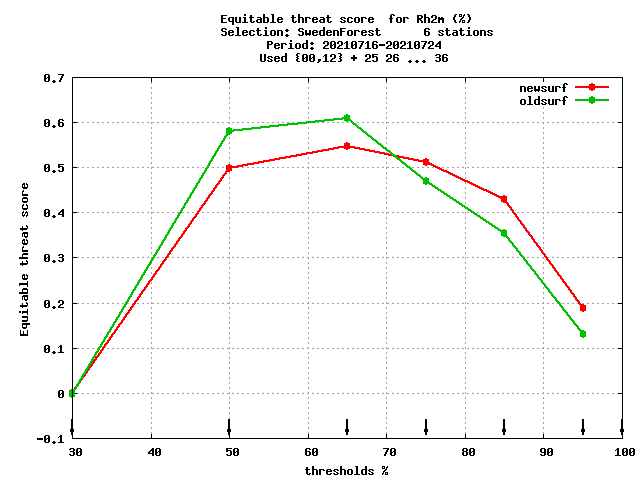 Equitable threat score  for Rh2m (%)
Selection: SwedenForest      6 stations
Period: 20210716-20210724
Used {00,12} + 25 26 ... 36
newsurf
oldsurf
Equitable threat score
0.7
0.6
0.5
0.4
0.3
0.2
0.1
0
-0.1
30 40 50 60 70 80 90 100
thresholds %